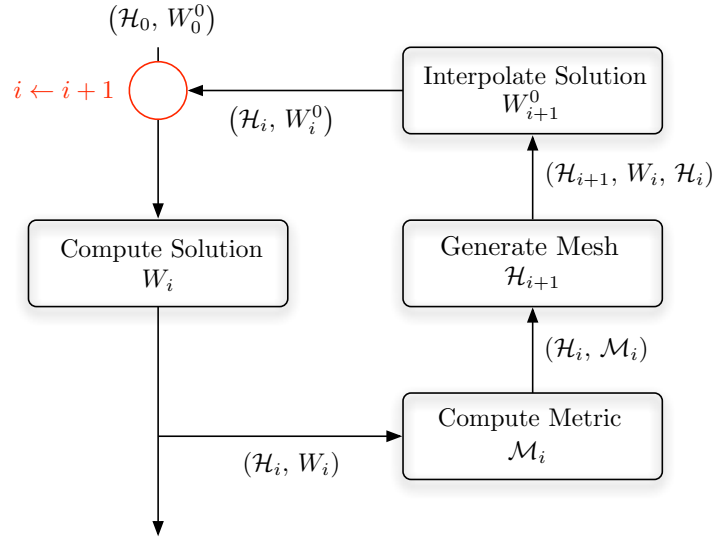 (ℋ₀, W₀⁰)
i ← i + 1
Interpolate Solution
W⁰ᵢ₊₁
(ℋᵢ, Wᵢ⁰)
(ℋᵢ₊₁, Wᵢ, ℋᵢ)
Compute Solution
Wᵢ
Generate Mesh
ℋᵢ₊₁
(ℋᵢ, ℳᵢ)
Compute Metric
ℳᵢ
(ℋᵢ, Wᵢ)